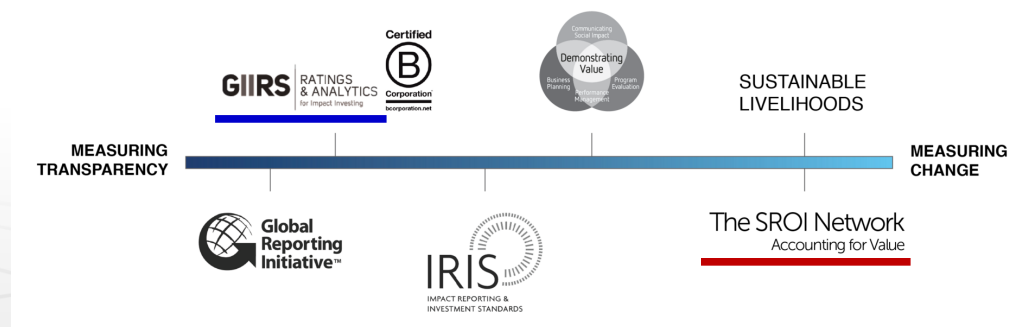 Certified
B
Corporation
bcorporation.net
GIIRS
RATINGS
& ANALYTICS
for Impact Investing
Communicating
Social Impact
Demonstrating
Value
Business
Planning
Program
Evaluation
Performance
Management
SUSTAINABLE
LIVELIHOODS
MEASURING
TRANSPARENCY
MEASURING
CHANGE
Global
Reporting
Initiative™
IRIS
IMPACT REPORTING &
INVESTMENT STANDARDS
The SROI Network
Accounting for Value